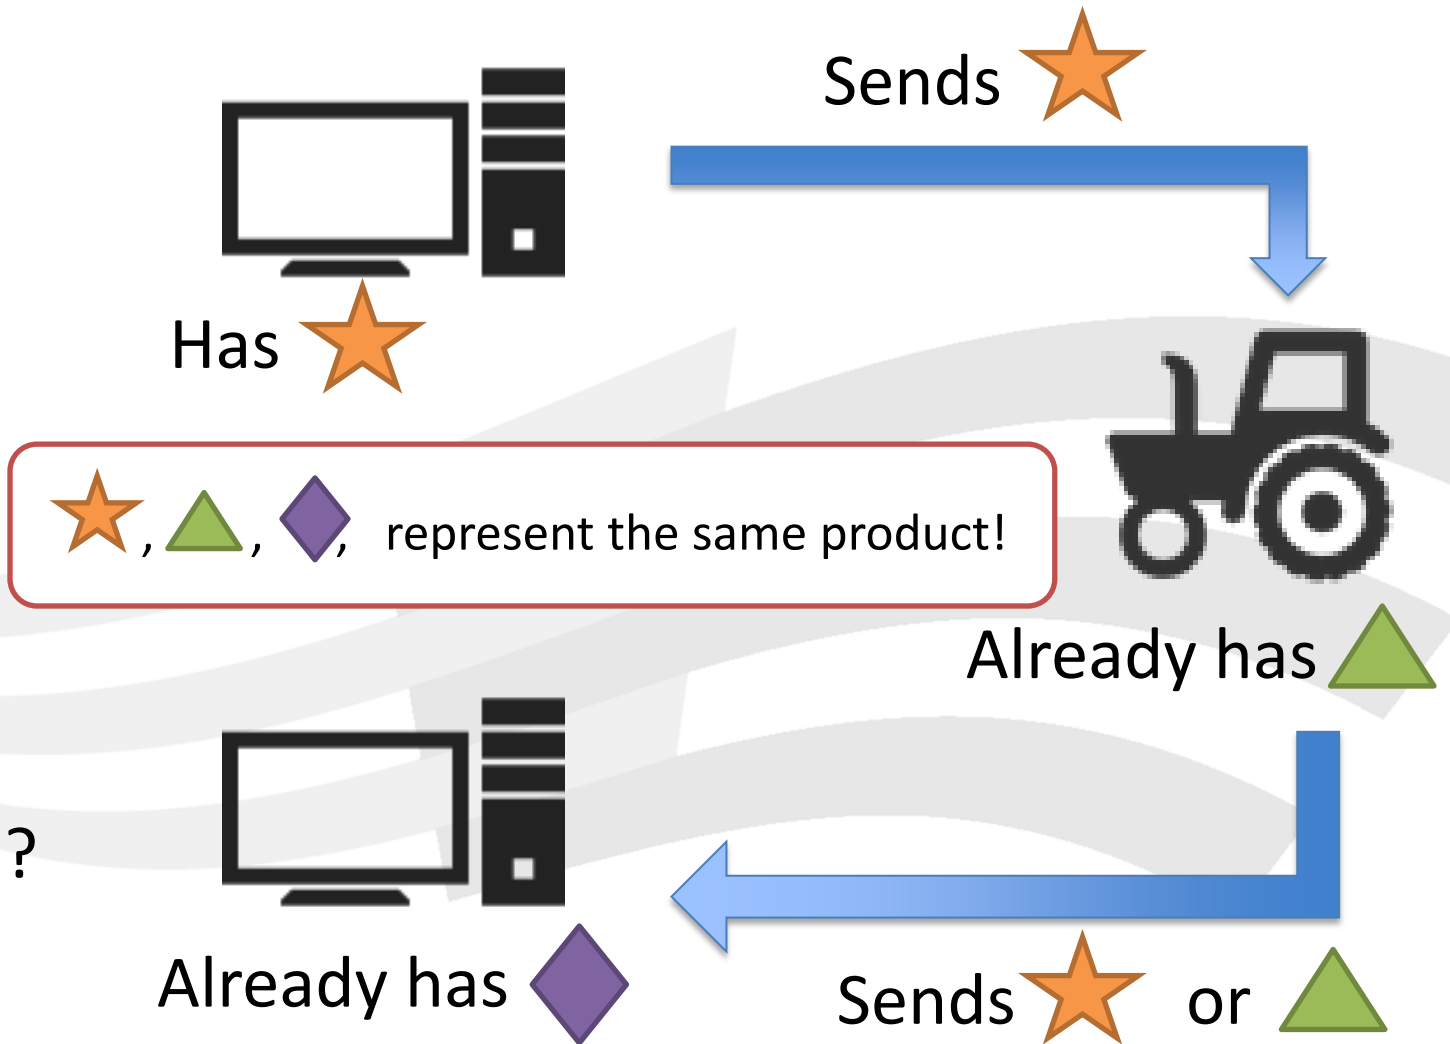 Sends
Has
, , , represent the same product!
Already has
?
Already has
Sends or